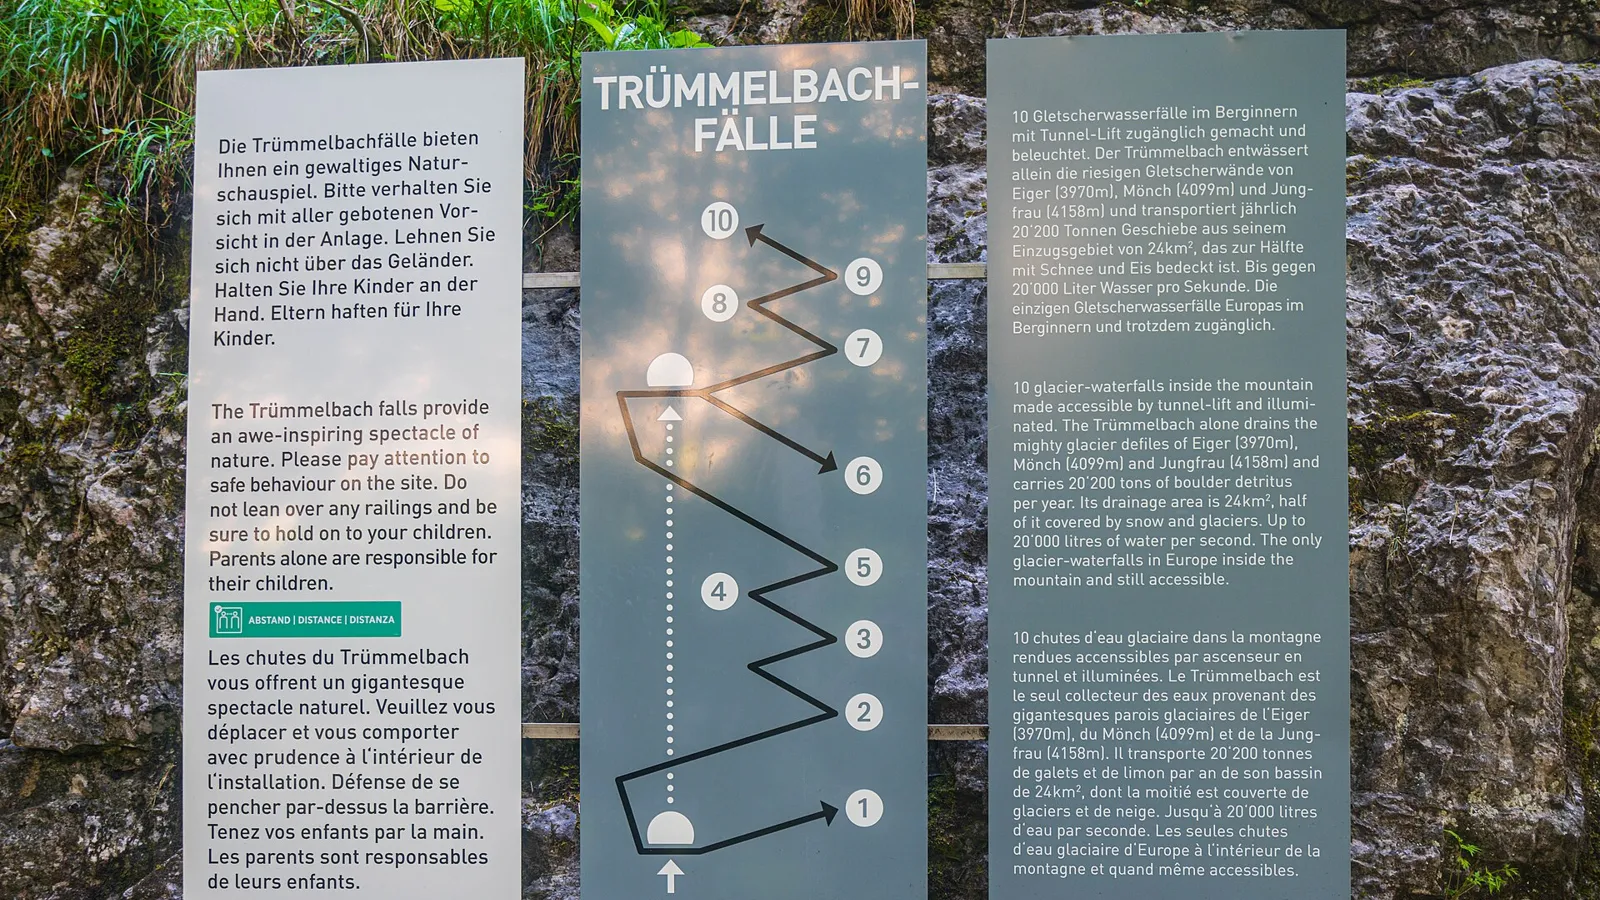 Die Trümmelbachfälle bieten
Ihnen ein gewaltiges Natur-
schauspiel. Bitte verhalten Sie
sich mit aller gebotenen Vor-
sicht in der Anlage. Lehnen Sie
sich nicht über das Geländer.
Halten Sie Ihre Kinder an der
Hand. Eltern haften für Ihre
Kinder.
The Trümmelbach falls provide
an awe-inspiring spectacle of
nature. Please pay attention to
safe behaviour on the site. Do
not lean over any railings and be
sure to hold on to your children.
Parents alone are responsible for
their children.
ABSTAND | DISTANCE | DISTANZA
Les chutes du Trümmelbach
vous offrent un gigantesque
spectacle naturel. Veuillez vous
déplacer et vous comporter
avec prudence à l'intérieur de
l'installation. Défense de se
pencher par-dessus la barrière.
Tenez vos enfants par la main.
Les parents sont responsables
de leurs enfants.
TRÜMMELBACH-
FÄLLE
10
9
8
7
6
5
4
3
2
1
10 Gletscherwasserfälle im Berginnern
mit Tunnel-Lift zugänglich gemacht und
beleuchtet. Der Trümmelbach entwässert
allein die riesigen Gletscherwände von
Eiger (3970m), Mönch (4099m) und Jung-
frau (4158m) und transportiert jährlich
20'200 Tonnen Geschiebe aus seinem
Einzugsgebiet von 24km², das zur Hälfte
mit Schnee und Eis bedeckt ist. Bis gegen
20'000 Liter Wasser pro Sekunde. Die
einzigen Gletscherwasserfälle Europas im
Berginnern und trotzdem zugänglich.
10 glacier-waterfalls inside the mountain
made accessible by tunnel-lift and illumi-
nated. The Trümmelbach alone drains the
mighty glacier defiles of Eiger (3970m),
Mönch (4099m) and Jungfrau (4158m) and
carries 20'200 tons of boulder detritus
per year. Its drainage area is 24km², half
of it covered by snow and glaciers. Up to
20'000 litres of water per second. The only
glacier-waterfalls in Europe inside the
mountain and still accessible.
10 chutes d'eau glaciaire dans la montagne
rendues accenssibles par ascenseur en
tunnel et illuminées. Le Trümmelbach est
le seul collecteur des eaux provenant des
gigantesques parois glaciaires de l'Eiger
(3970m), du Mönch (4099m) et de la Jung-
frau (4158m). Il transporte 20'200 tonnes
de galets et de limon par an de son bassin
de 24km², dont la moitié est couverte de
glaciers et de neige. Jusqu'à 20'000 litres
d'eau par seconde. Les seules chutes
d'eau glaciaire d'Europe à l'intérieur de la
montagne et quand même accessibles.